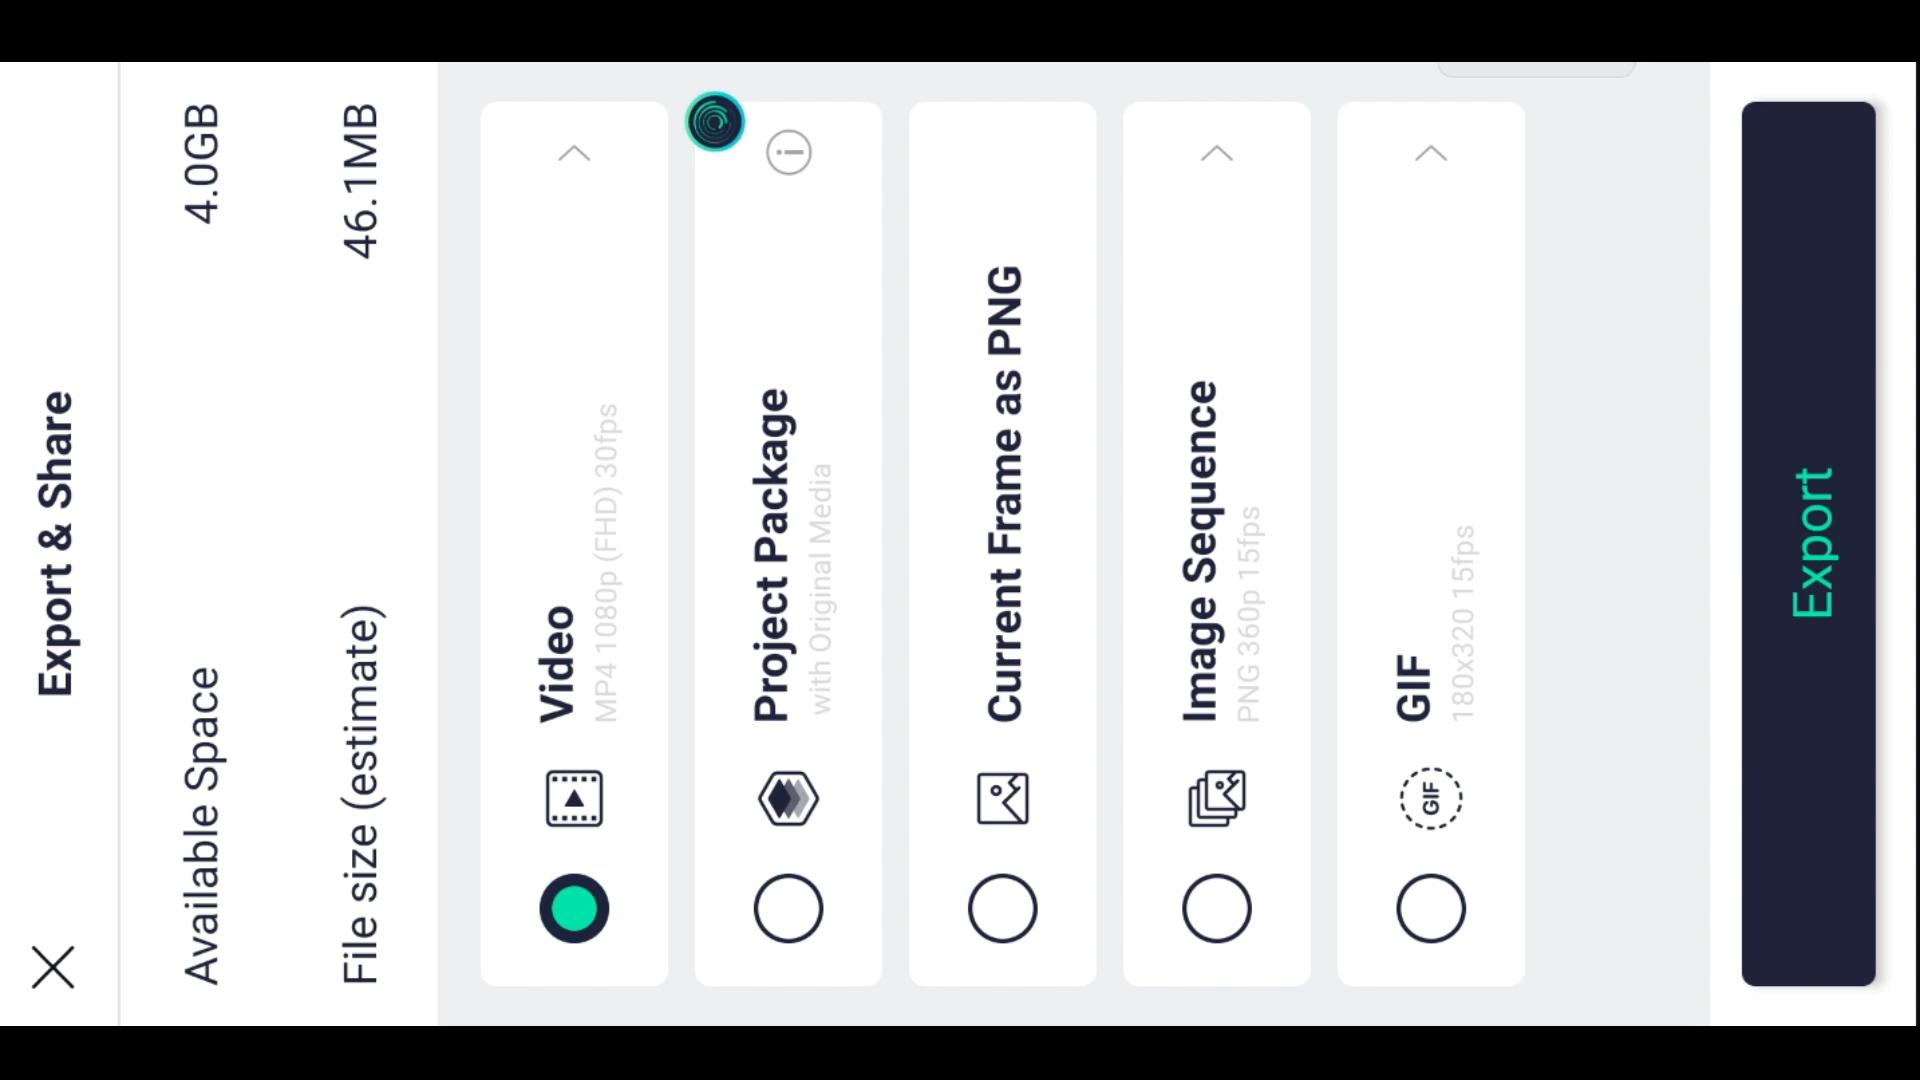 Export & Share
Available Space
4.0GB
File size (estimate)
46.1MB
Video
MP4 1080p (FHD) 30fps
Project Package
with Original Media
Current Frame as PNG
Image Sequence
PNG 360p 15fps
GIF
GIF
180x320 15fps
Export